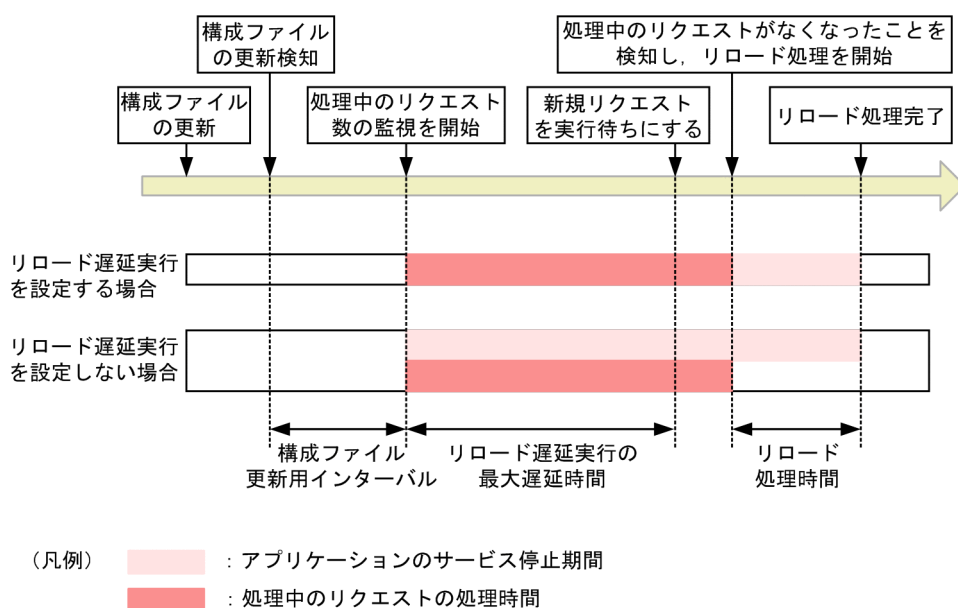 構成ファイル
の更新検知
処理中のリクエストがなくなったことを
検知し，リロード処理を開始
構成ファイル
の更新
処理中のリクエスト
数の監視を開始
新規リクエスト
を実行待ちにする
リロード処理完了
リロード遅延実行
を設定する場合
リロード遅延実行
を設定しない場合
構成ファイル
更新用インターバル
リロード遅延実行の
最大遅延時間
リロード
処理時間
（凡例）
：アプリケーションのサービス停止期間
：処理中のリクエストの処理時間